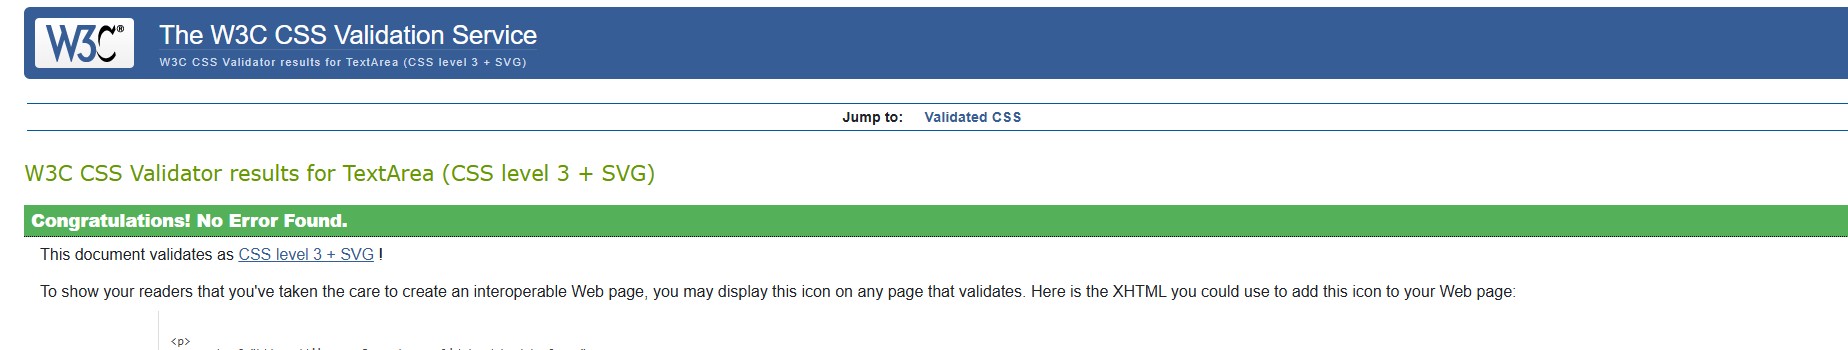 W3C®
The W3C CSS Validation Service
W3C CSS Validator results for TextArea (CSS level 3 + SVG)
Jump to: Validated CSS
W3C CSS Validator results for TextArea (CSS level 3 + SVG)
Congratulations! No Error Found.
This document validates as CSS level 3 + SVG !
To show your readers that you've taken the care to create an interoperable Web page, you may display this icon on any page that validates. Here is the XHTML you could use to add this icon to your Web page:
<p>